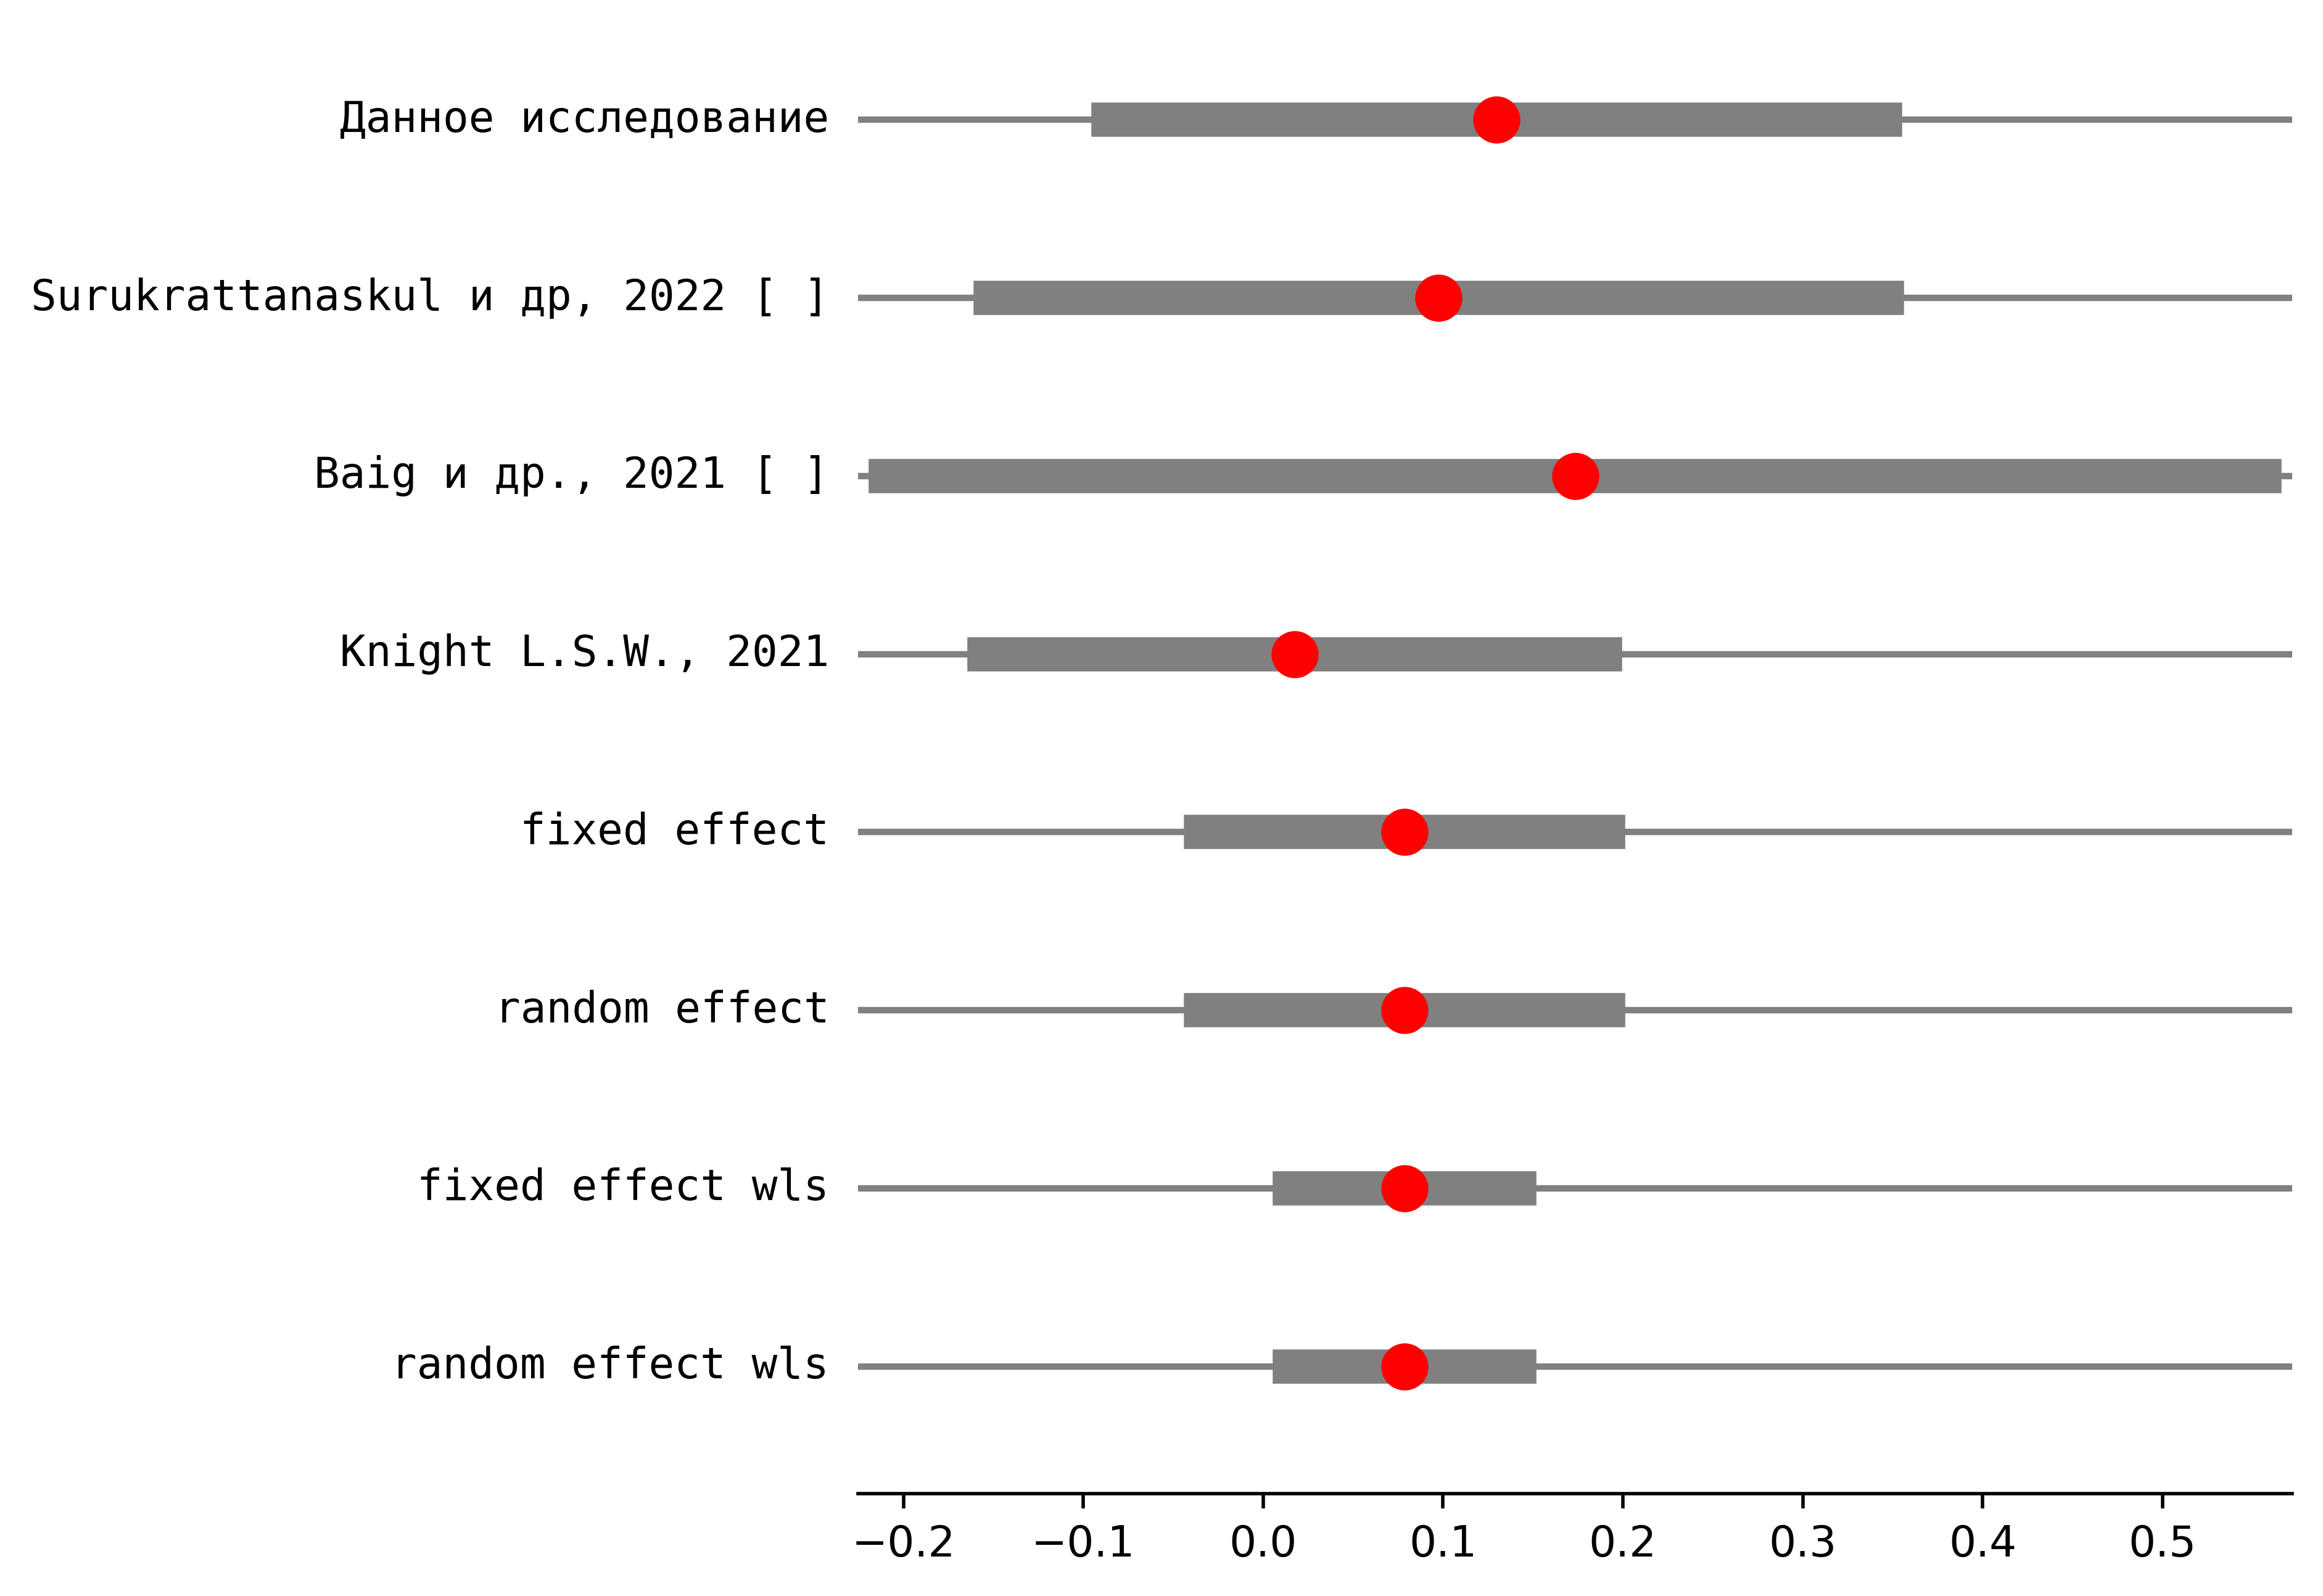 Данное исследование
Surukrattanaskul и др, 2022 [ ]
Baig и др., 2021 [ ]
Knight L.S.W., 2021
fixed effect
random effect
fixed effect wls
random effect wls
−0.2 −0.1 0.0 0.1 0.2 0.3 0.4 0.5